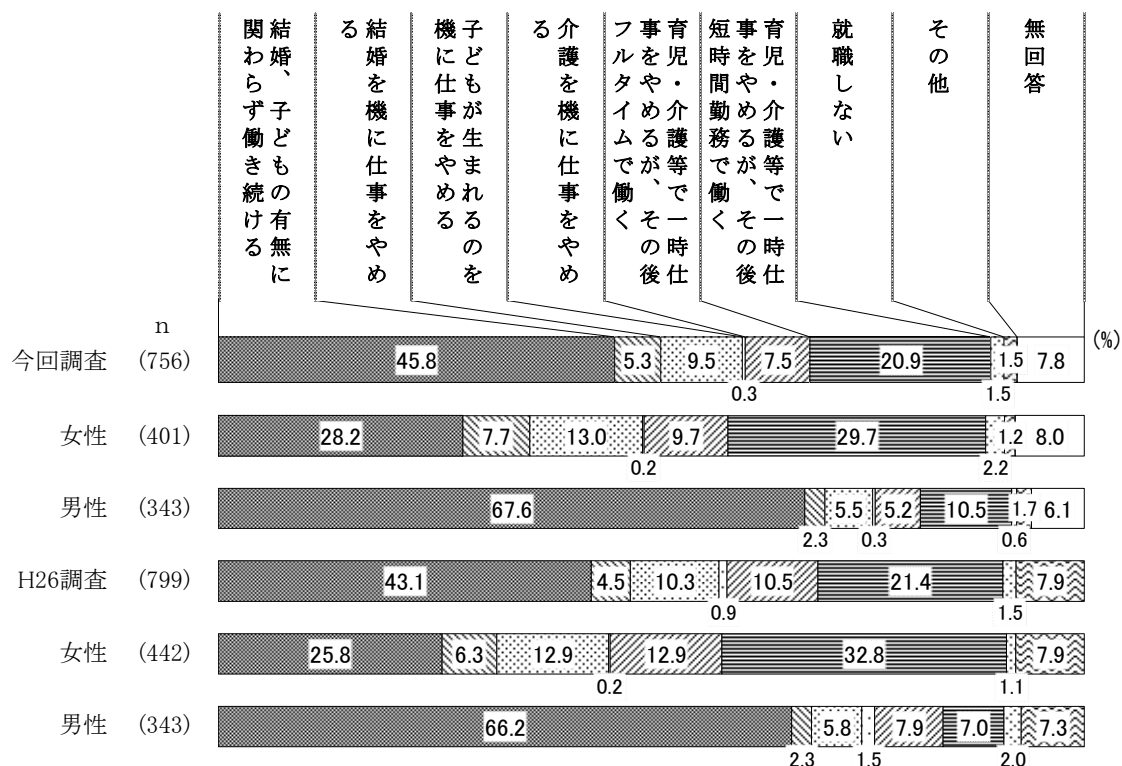 結婚、子どもの有無に
関わらず働き続ける
結婚を機に仕事をやめ
る
子どもが生まれるのを
機に仕事をやめる
介護を機に仕事をやめ
る
育児・介護等で一時仕
事をやめるが、その後
フルタイムで働く
育児・介護等で一時仕
事をやめるが、その後
短時間勤務で働く
就職しない
その他
無回答
n
(%)
今回調査 (756) 45.8 5.3 9.5 7.5 20.9 1.5 7.8
0.3 1.5
女性 (401) 28.2 7.7 13.0 9.7 29.7 1.2 8.0
0.2 2.2
男性 (343) 67.6 5.5 5.2 10.5 1.7 6.1
2.3 0.3 0.6
H26調査 (799) 43.1 4.5 10.3 10.5 21.4 7.9
0.9 1.5
女性 (442) 25.8 6.3 12.9 12.9 32.8 7.9
0.2 1.1
男性 (343) 66.2 5.8 7.9 7.0 7.3
2.3 1.5 2.0